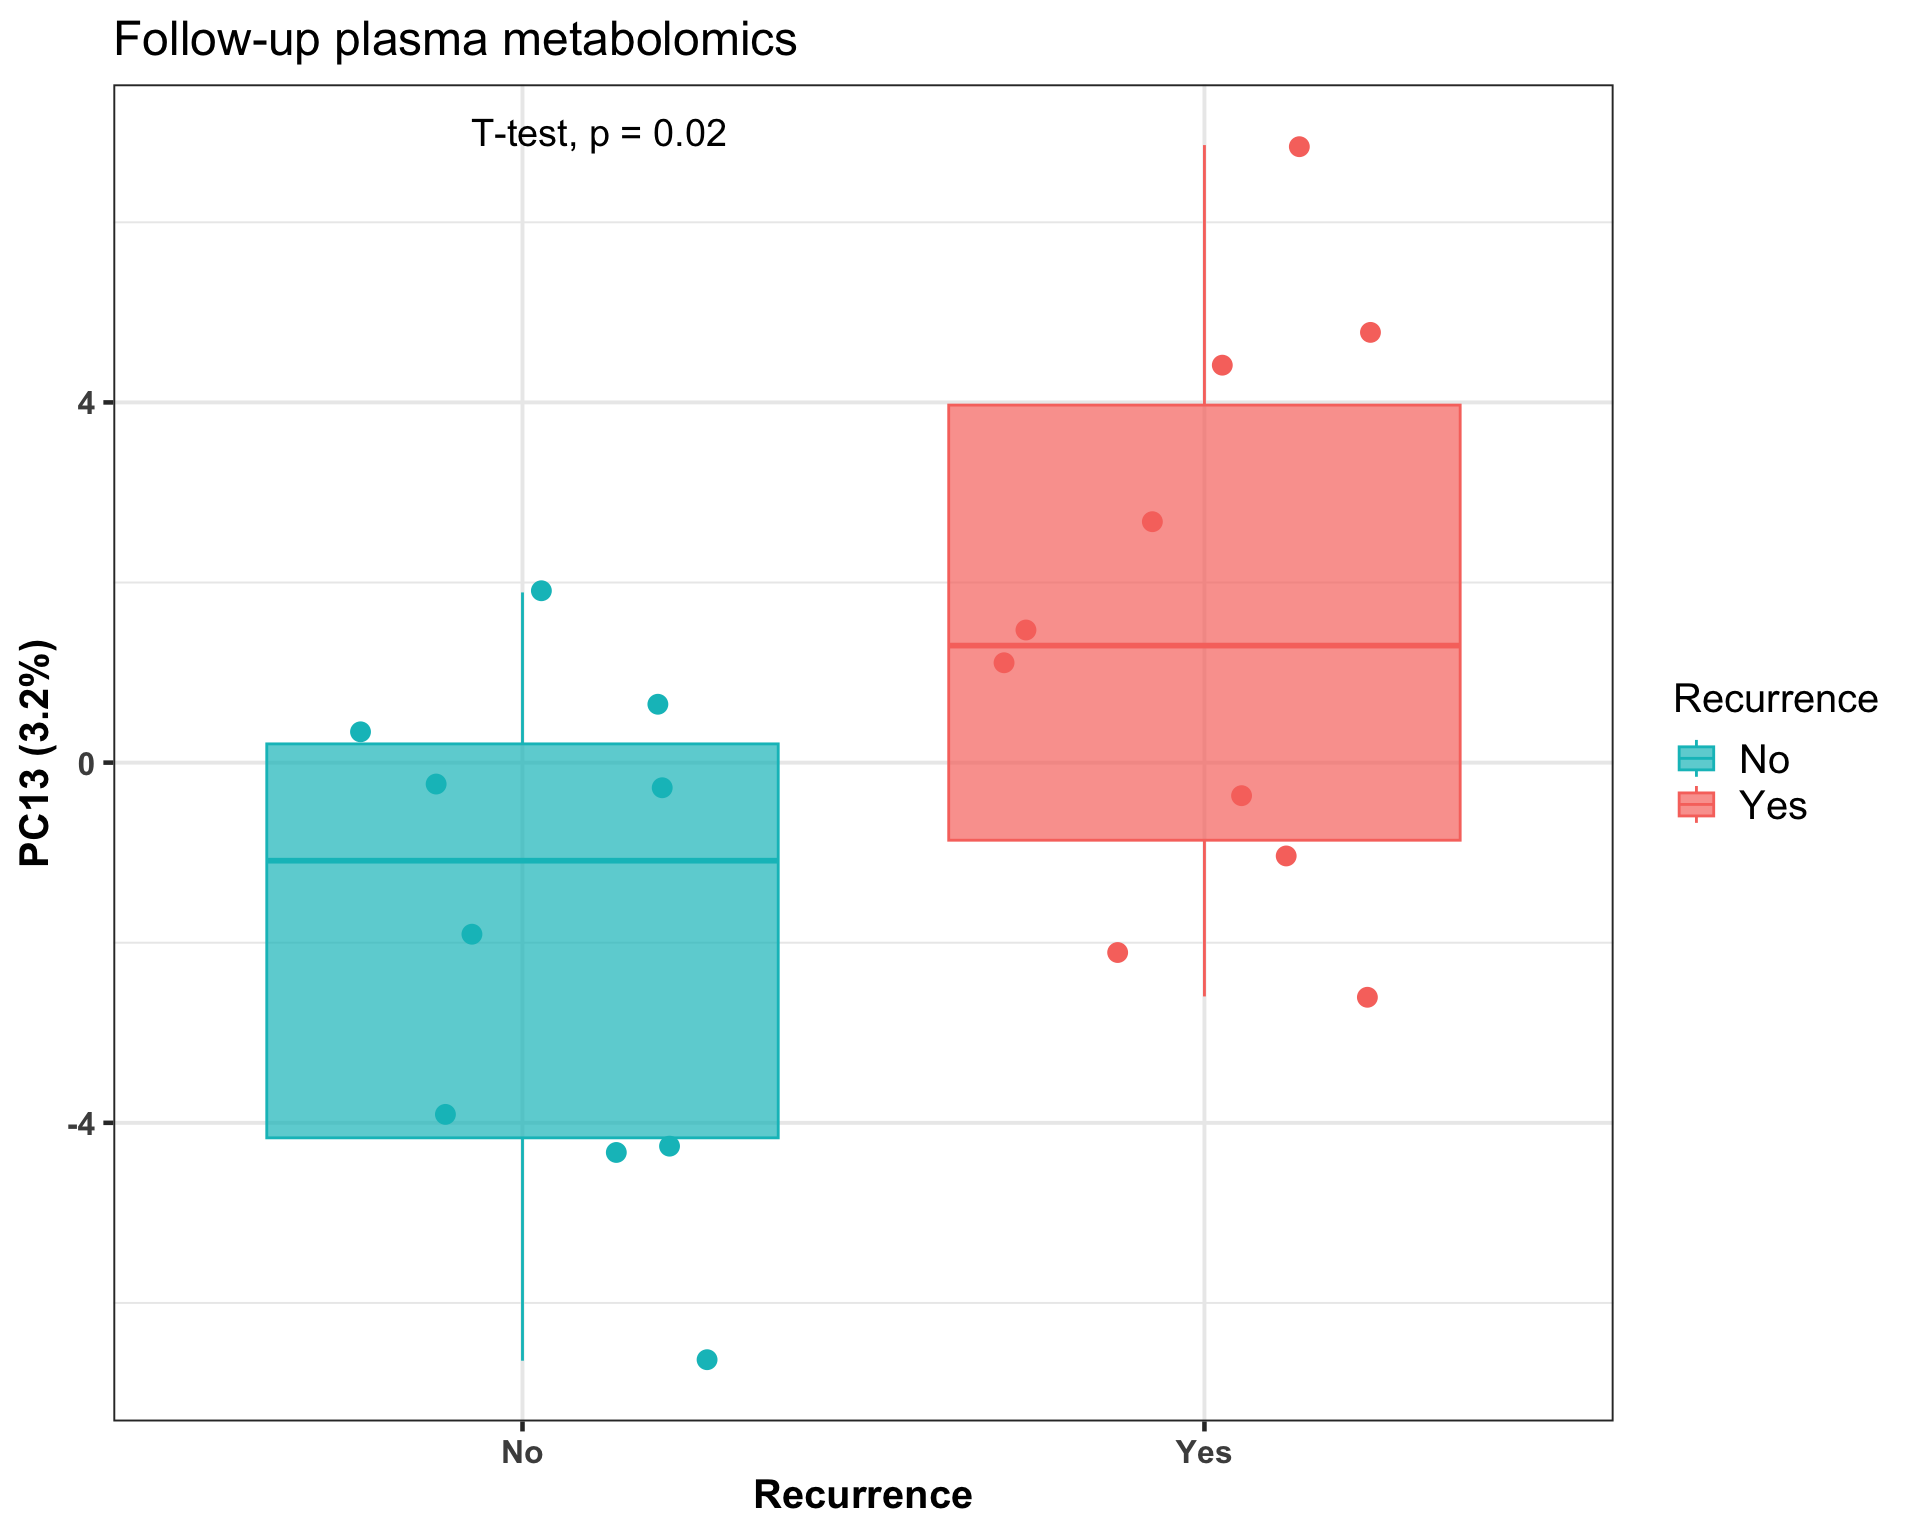 Follow-up plasma metabolomics
T-test, p = 0.02
PC13 (3.2%)
4
0
-4
No
Yes
Recurrence
Recurrence
No
Yes